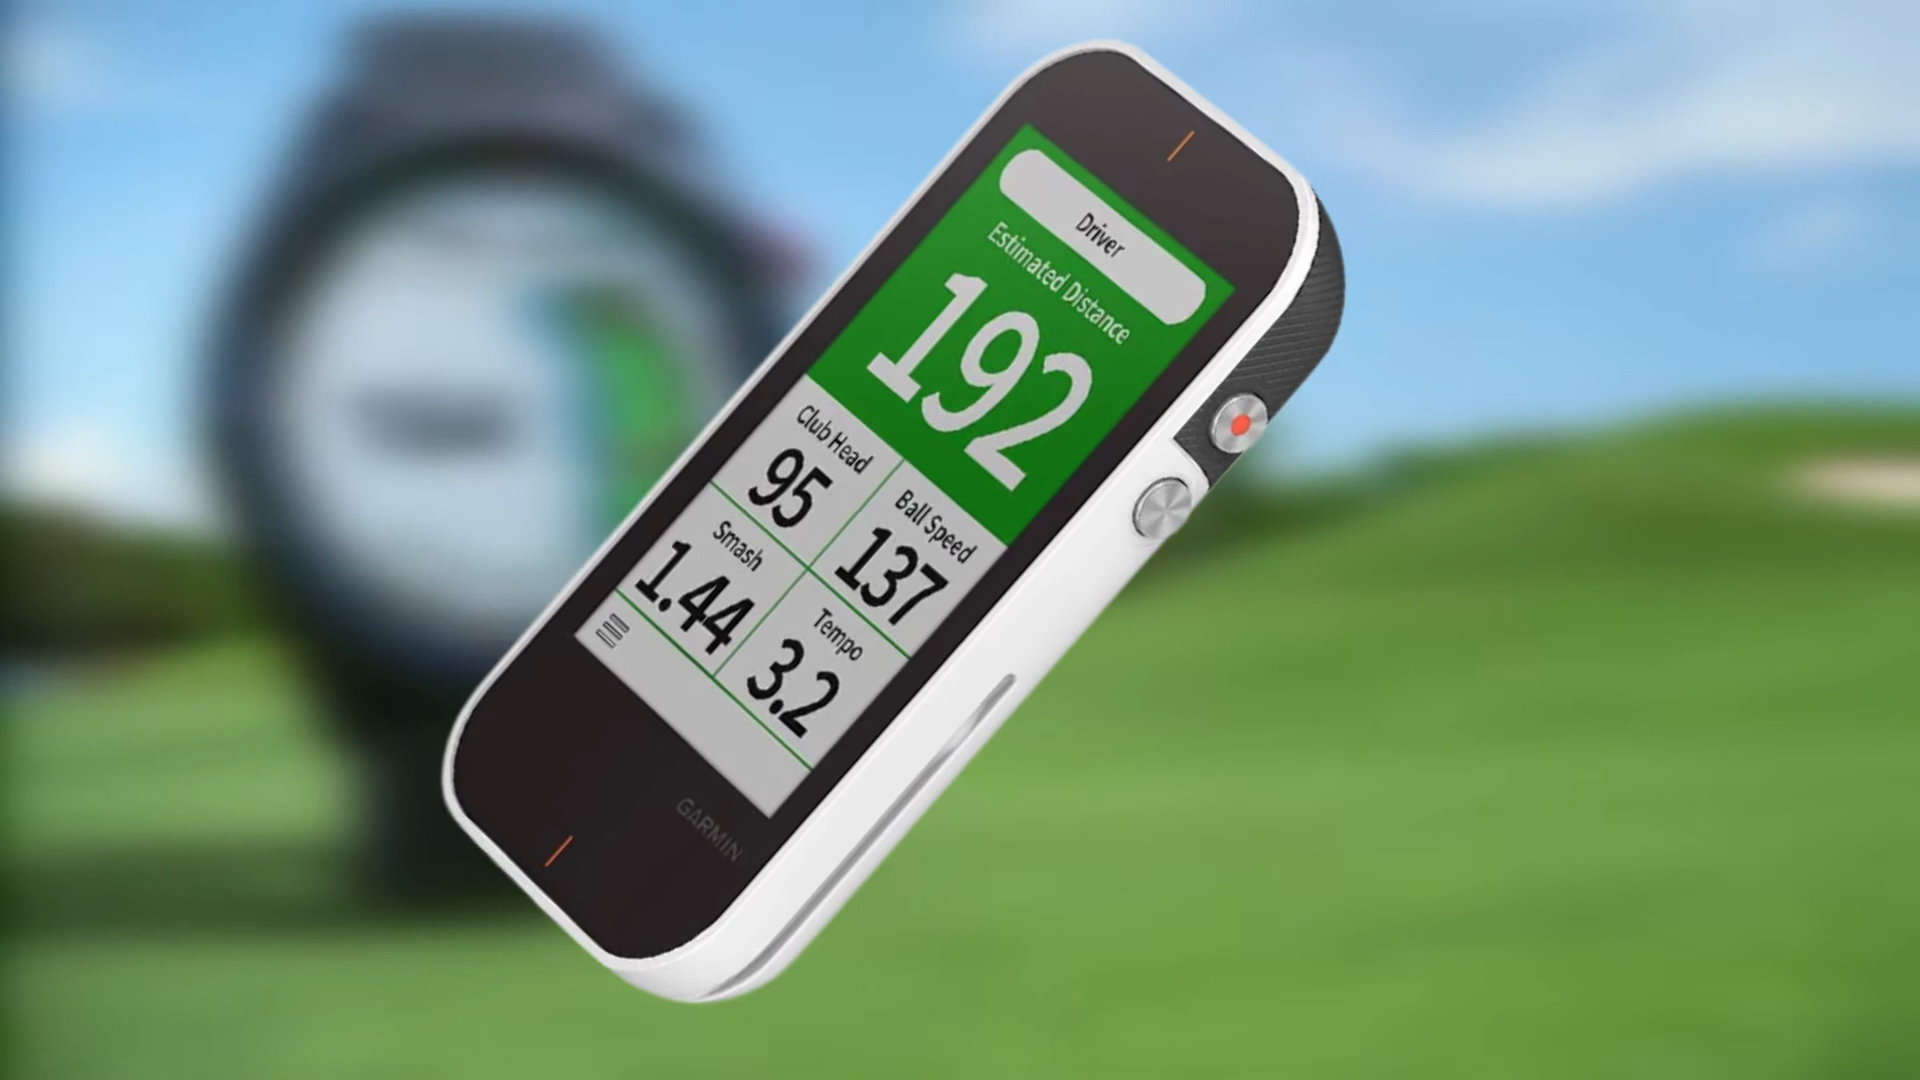 Driver
Estimated Distance
192
Club Head
95
Ball Speed
137
Smash
1.44
Tempo
3.2
GARMIN